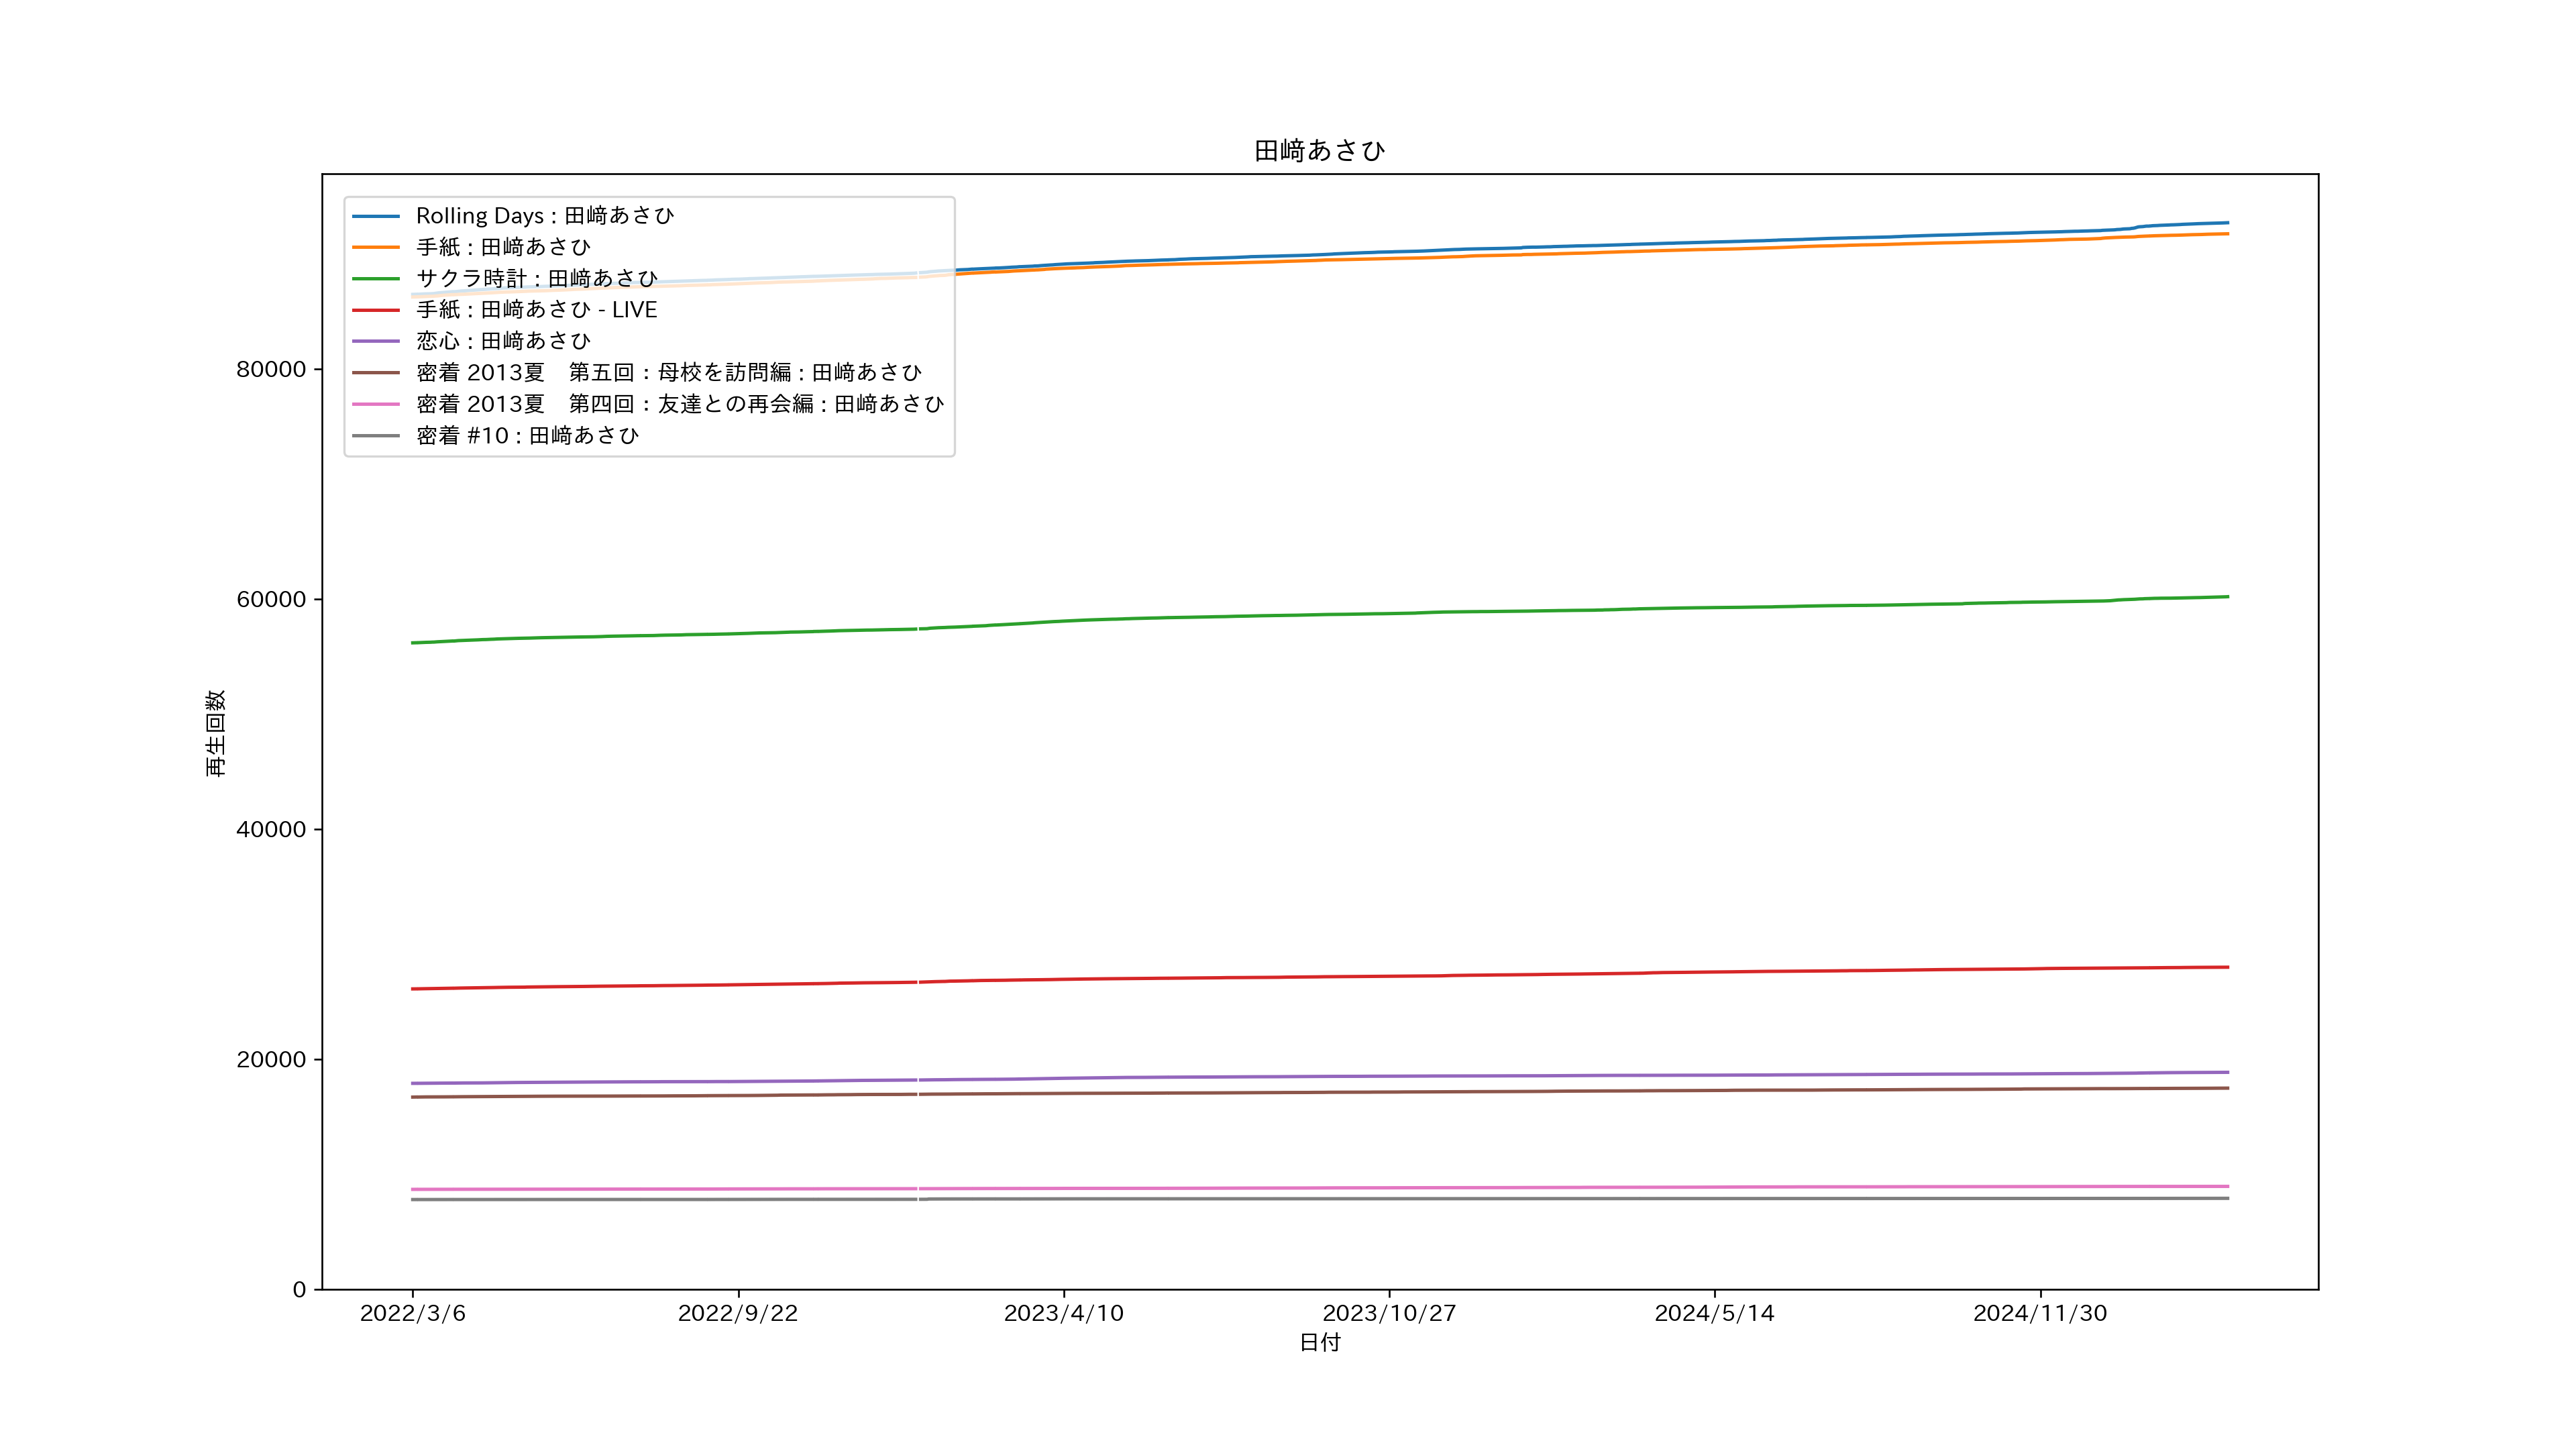 田﨑あさひ
Rolling Days : 田﨑あさひ
手紙 : 田﨑あさひ
サクラ時計 : 田﨑あさひ
手紙 : 田﨑あさひ - LIVE
恋心 : 田﨑あさひ
密着 2013夏　第五回：母校を訪問編 : 田﨑あさひ
密着 2013夏　第四回：友達との再会編 : 田﨑あさひ
密着 #10 : 田﨑あさひ
80000
60000
40000
20000
0
再生回数
2022/3/6 2022/9/22 2023/4/10 2023/10/27 2024/5/14 2024/11/30
日付